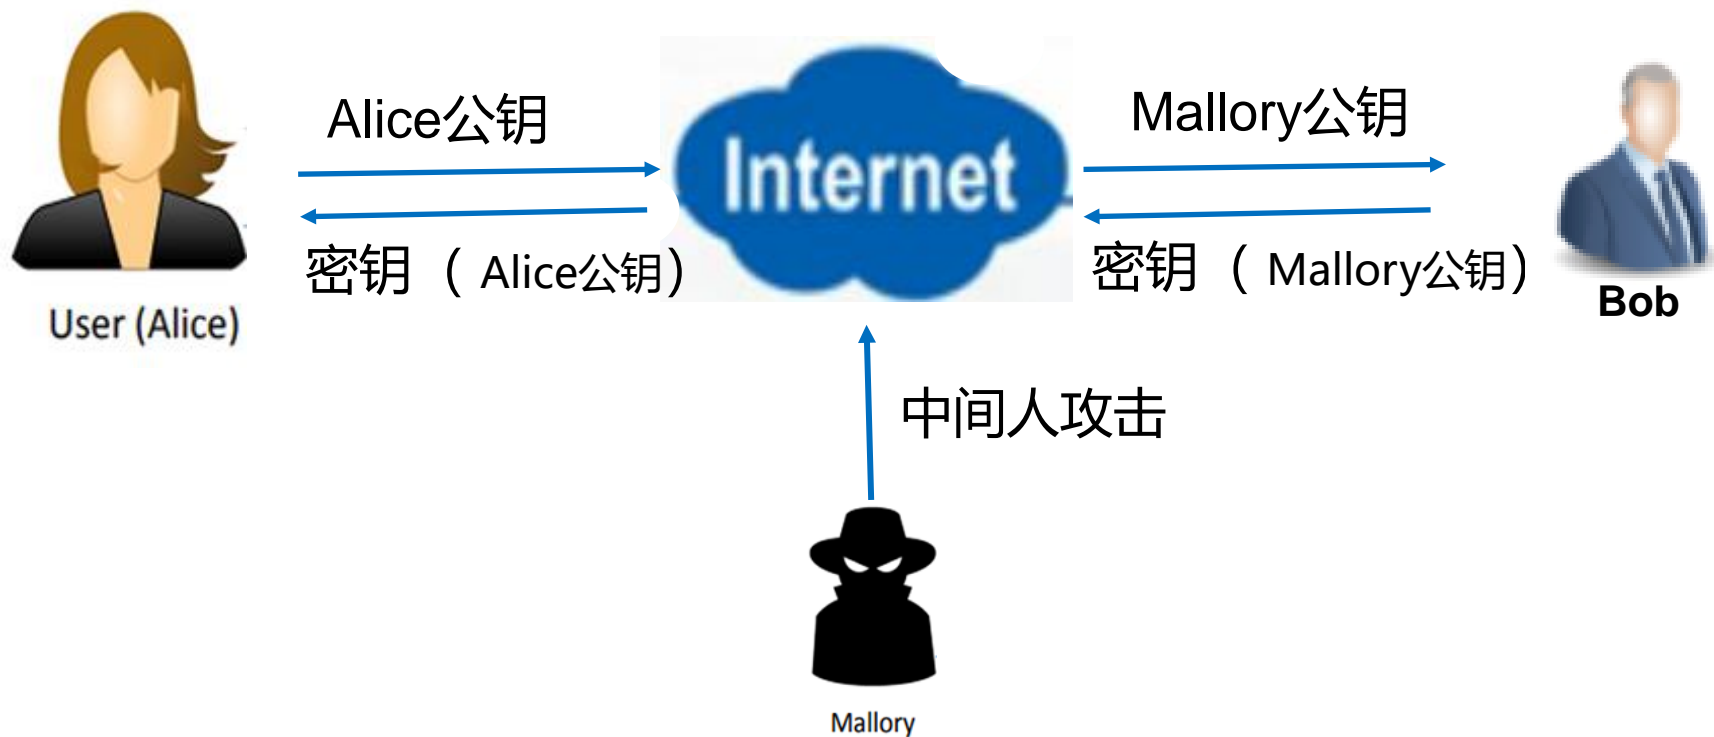 Alice公钥
Mallory公钥
Internet
密钥（ Alice公钥）
密钥（ Mallory公钥）
User (Alice)
Bob
中间人攻击
Mallory